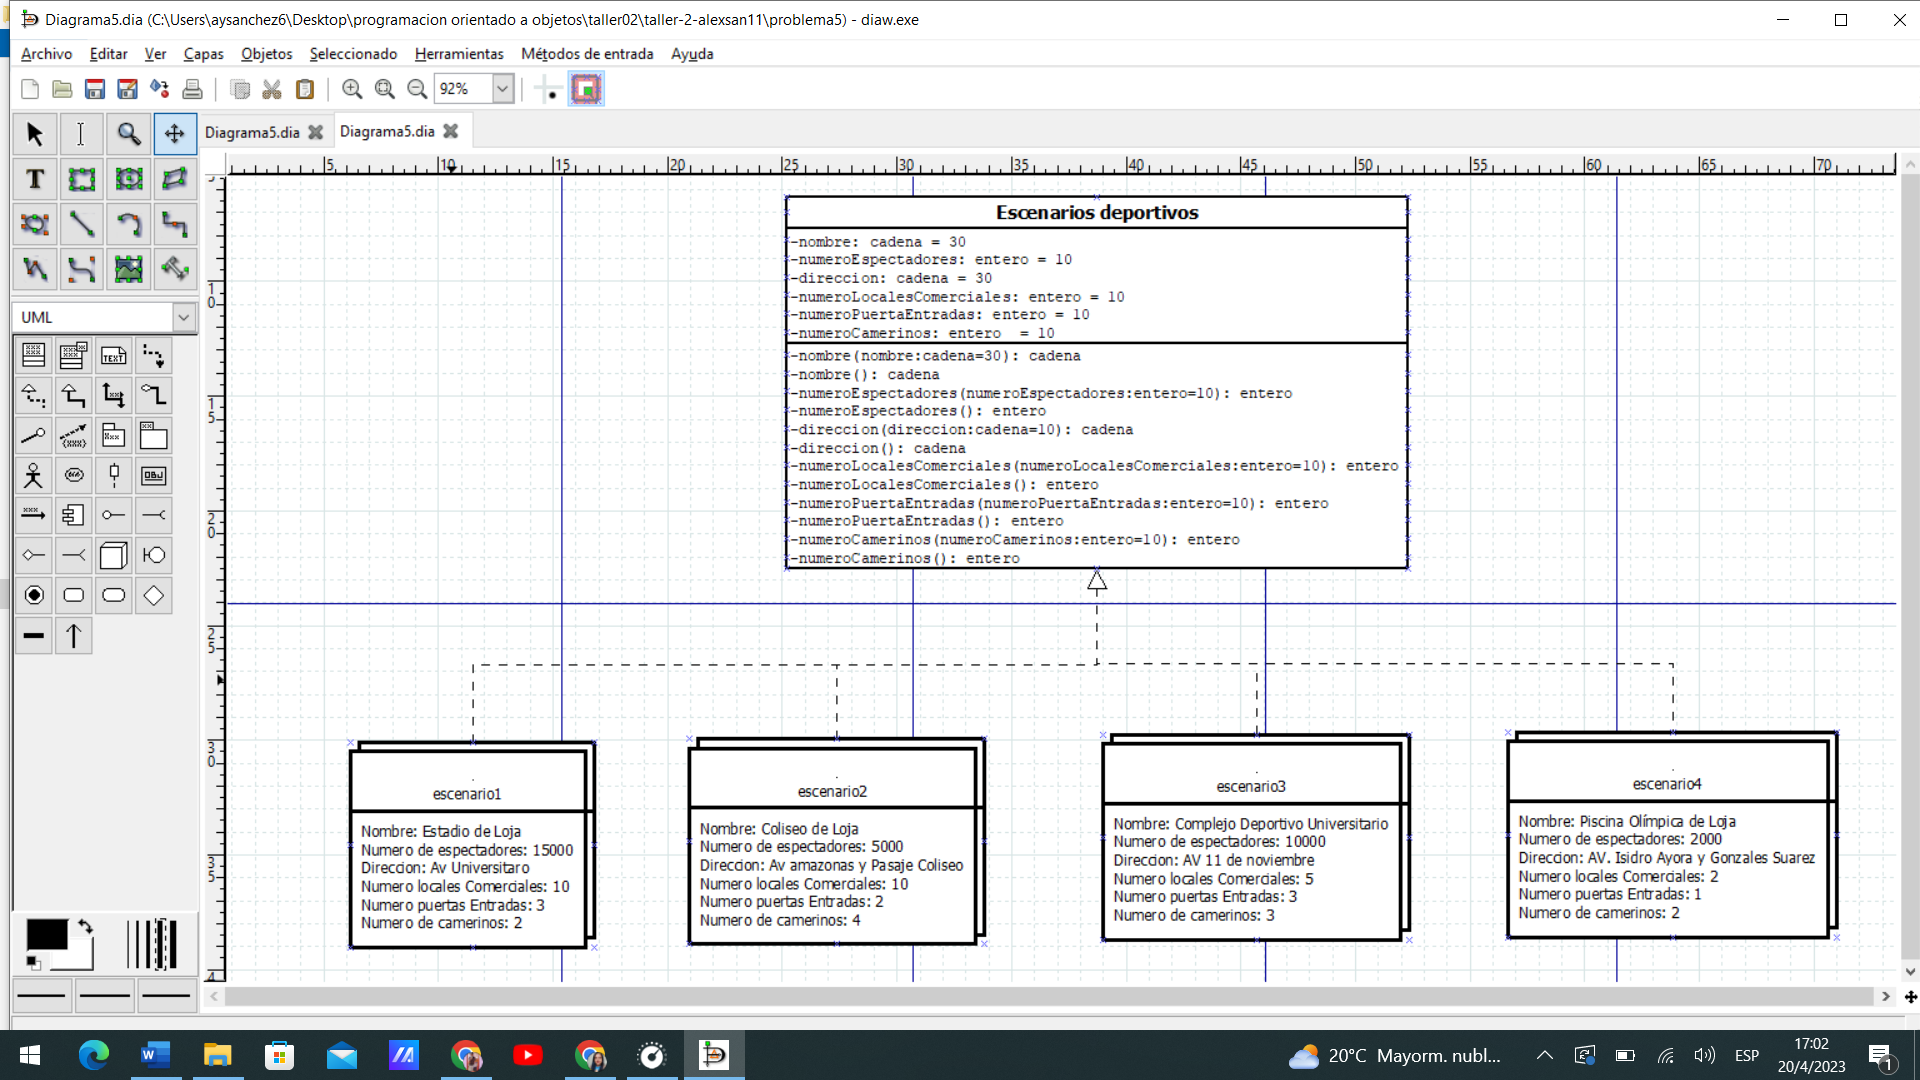 Diagrama5.dia (C:\Users\aysanchez6\Desktop\programacion orientado a objetos\taller02\taller-2-alexsan11\problema5) - diaw.exe
Archivo Editar Ver Capas Objetos Seleccionado Herramientas Métodos de entrada Ayuda
92%
Diagrama5.dia Diagrama5.dia
5 10 15 20 25 30 35 40 45 50 55 60 65 70
T
UML
TEXT
Escenarios deportivos
-nombre: cadena = 30
-numeroEspectadores: entero = 10
-direccion: cadena = 30
-numeroLocalesComerciales: entero = 10
-numeroPuertaEntradas: entero = 10
-numeroCamerinos: entero  = 10
-nombre(nombre:cadena=30): cadena
-nombre(): cadena
-numeroEspectadores(numeroEspectadores:entero=10): entero
-numeroEspectadores(): entero
-direccion(direccion:cadena=10): cadena
-direccion(): cadena
-numeroLocalesComerciales(numeroLocalesComerciales:entero=10): entero
-numeroLocalesComerciales(): entero
-numeroPuertaEntradas(numeroPuertaEntradas:entero=10): entero
-numeroPuertaEntradas(): entero
-numeroCamerinos(numeroCamerinos:entero=10): entero
-numeroCamerinos(): entero
10
15
20
25
30
35
4
escenario1
Nombre: Estadio de Loja
Numero de espectadores: 15000
Direccion: Av Universitaro
Numero locales Comerciales: 10
Numero puertas Entradas: 3
Numero de camerinos: 2
escenario2
Nombre: Coliseo de Loja
Numero de espectadores: 5000
Direccion: Av amazonas y Pasaje Coliseo
Numero locales Comerciales: 10
Numero puertas Entradas: 2
Numero de camerinos: 4
escenario3
Nombre: Complejo Deportivo Universitario
Numero de espectadores: 10000
Direccion: AV 11 de noviembre
Numero locales Comerciales: 5
Numero puertas Entradas: 3
Numero de camerinos: 3
escenario4
Nombre: Piscina Olímpica de Loja
Numero de espectadores: 2000
Direccion: AV. Isidro Ayora y Gonzales Suarez
Numero locales Comerciales: 2
Numero puertas Entradas: 1
Numero de camerinos: 2
20°C Mayorm. nubl...
ESP
17:02
20/4/2023
1